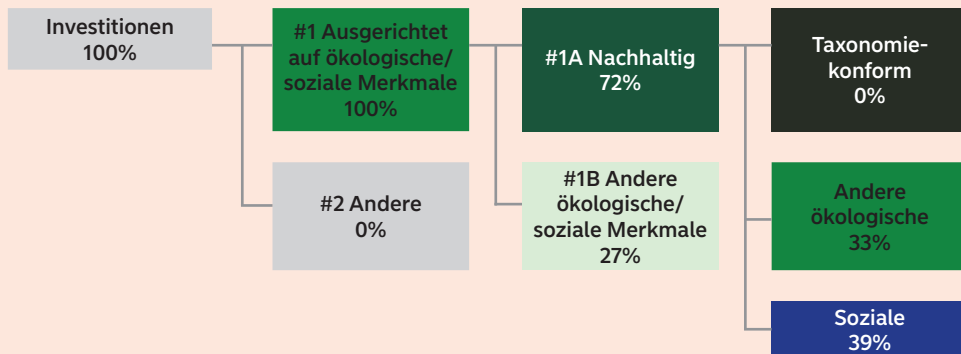 Investitionen
100%
#1 Ausgerichtet
auf ökologische/
soziale Merkmale
100%
#1A Nachhaltig
72%
Taxonomie-
konform
0%
#2 Andere
0%
#1B Andere
ökologische/
soziale Merkmale
27%
Andere
ökologische
33%
Soziale
39%